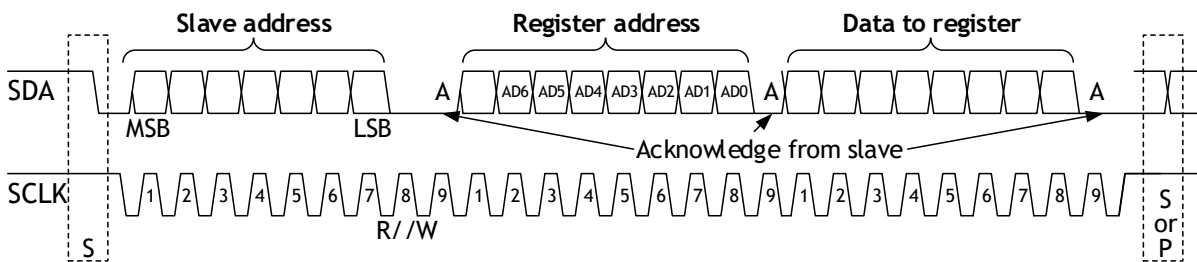 Slave address Register address Data to register
SDA A AD6 AD5 AD4 AD3 AD2 AD1 AD0 A A
MSB LSB
Acknowledge from slave
SCLK 1 2 3 4 5 6 7 8 9 1 2 3 4 5 6 7 8 9 1 2 3 4 5 6 7 8 9 S
R//W or
S P